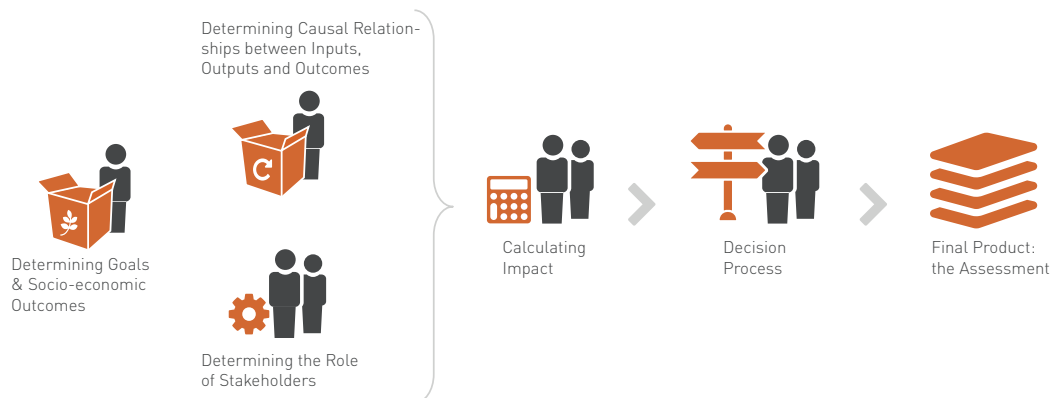 Determining Goals
& Socio-economic
Outcomes
Determining Causal Relation-
ships between Inputs,
Outputs and Outcomes
Determining the Role
of Stakeholders
Calculating
Impact
Decision
Process
Final Product:
the Assessment